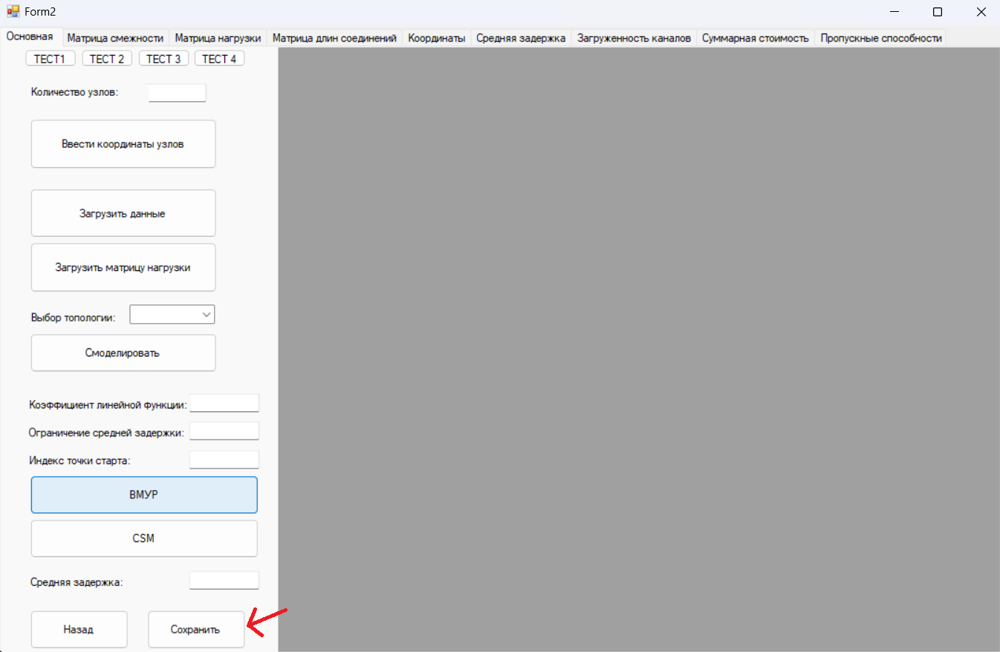 Form2
Основная Матрица смежности Матрица нагрузки Матрица длин соединений Координаты Средняя задержка Загруженность каналов Суммарная стоимость Пропускные способности
ТЕСТ1 ТЕСТ 2 ТЕСТ 3 ТЕСТ 4
Количество узлов:
Ввести координаты узлов
Загрузить данные
Загрузить матрицу нагрузки
Выбор топологии:
Смоделировать
Коэффициент линейной функции:
Ограничение средней задержки:
Индекс точки старта:
ВМУР
CSM
Средняя задержка:
Назад Сохранить